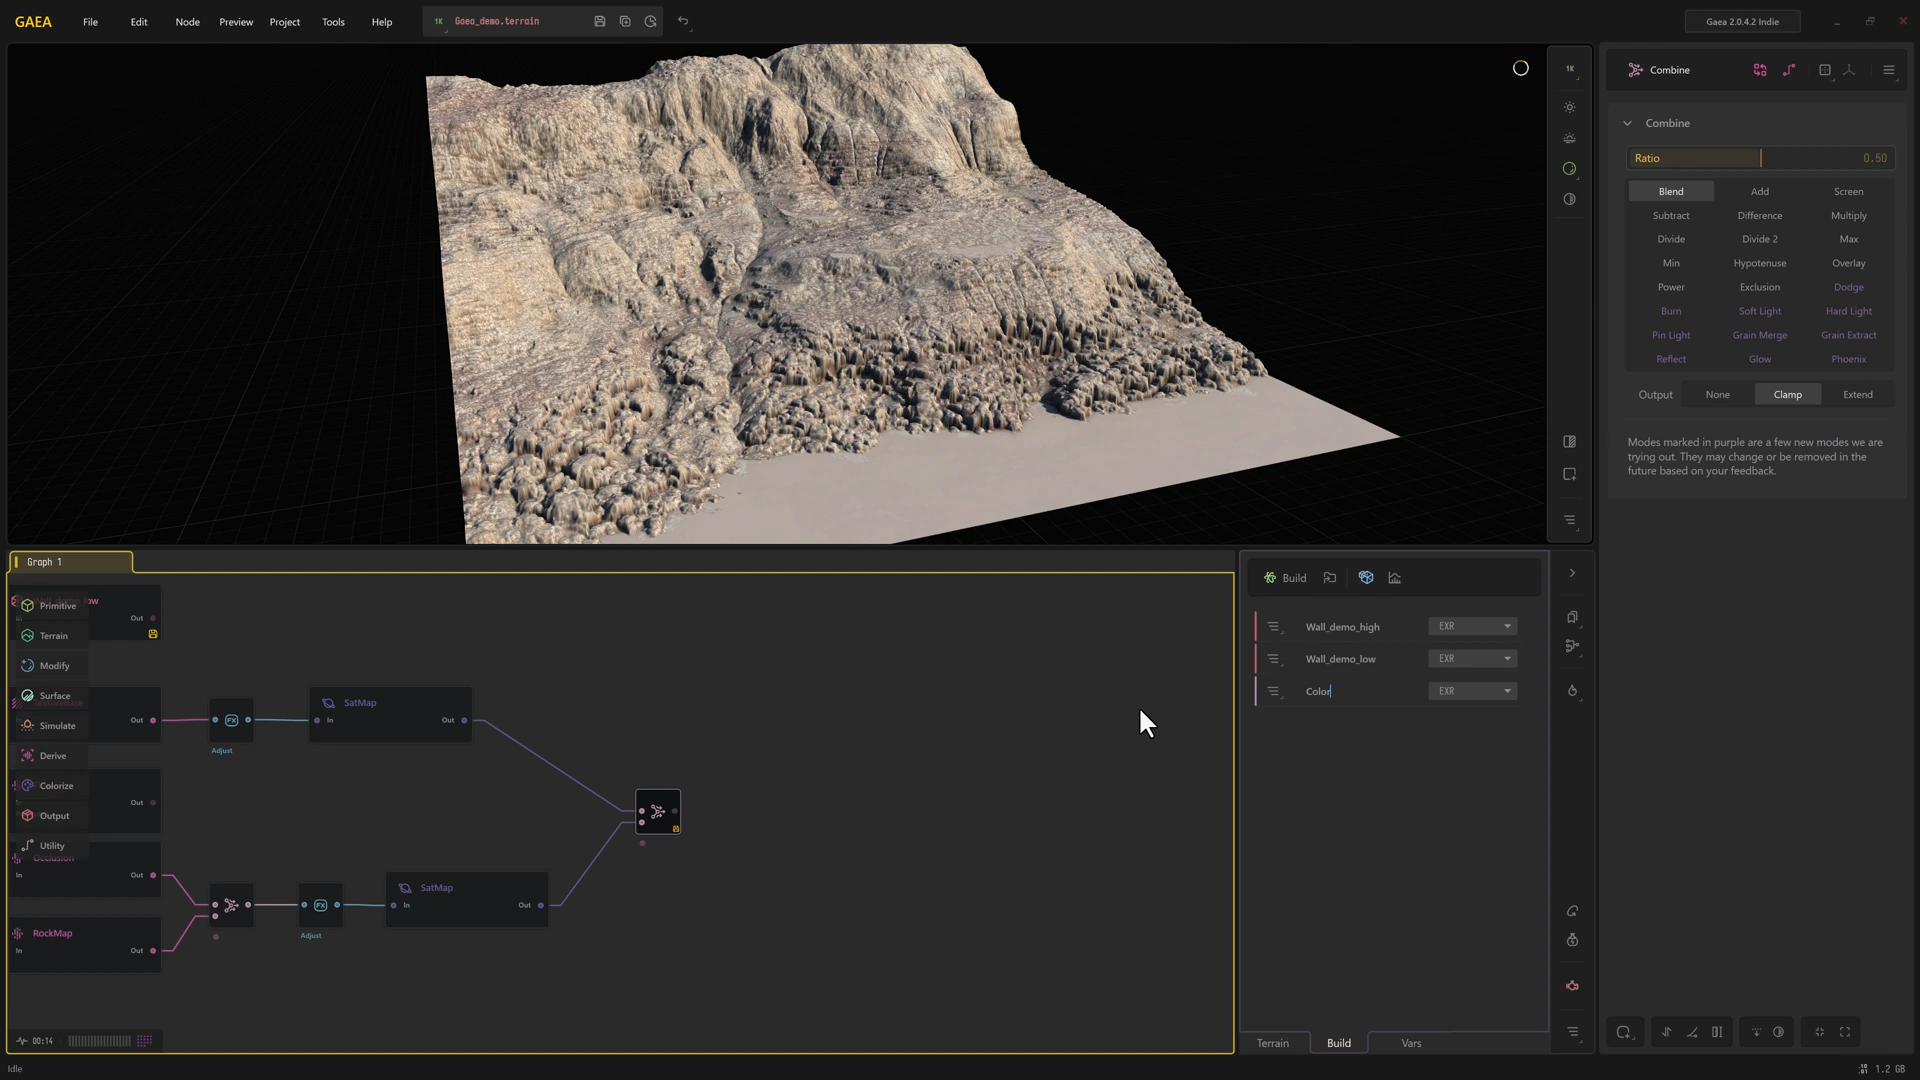 GAEA File Edit Node Preview Project Tools Help 1K Gaea_demo.terrain Gaea 2.0.4.2 Indie
1K
Combine
Combine
Ratio 0.50
Blend Add Screen
Subtract Difference Multiply
Divide Divide 2 Max
Min Hypotenuse Overlay
Power Exclusion Dodge
Burn Soft Light Hard Light
Pin Light Grain Merge Grain Extract
Reflect Glow Phoenix
Output None Clamp Extend
Modes marked in purple are a few new modes we are
trying out. They may change or be removed in the
future based on your feedback.
Graph 1
Primitive
Out
Terrain
Modify
Surface
Simulate
Derive
Colorize
Output
Utility
Out
Adjust
SatMap
In Out
Out
Occlusion
In Out
RockMap
In Out
Adjust
SatMap
In Out
00:14
Build
Wall_demo_high EXR
Wall_demo_low EXR
Color EXR
Terrain Build Vars
Idle
1.2 GB